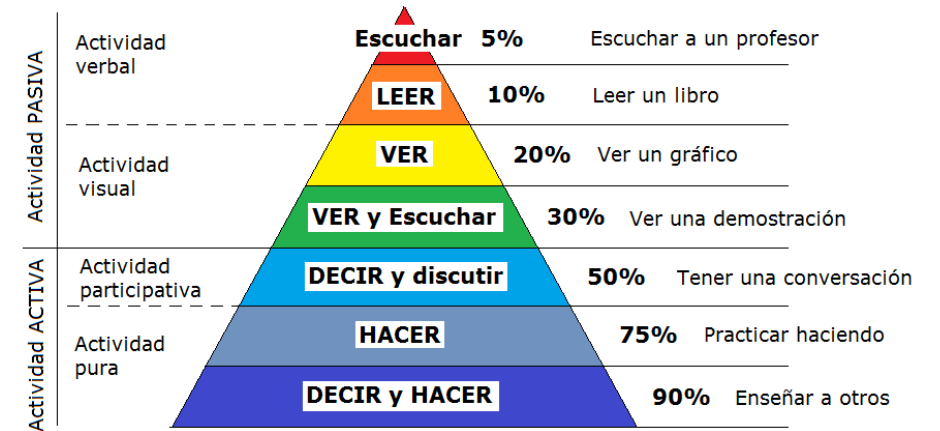 Actividad PASIVA
Actividad
verbal
Escuchar 5% Escuchar a un profesor
LEER 10% Leer un libro
Actividad
visual
VER 20% Ver un gráfico
VER y Escuchar 30% Ver una demostración
Actividad ACTIVA
Actividad
participativa
DECIR y discutir 50% Tener una conversación
Actividad
pura
HACER 75% Practicar haciendo
DECIR y HACER 90% Enseñar a otros